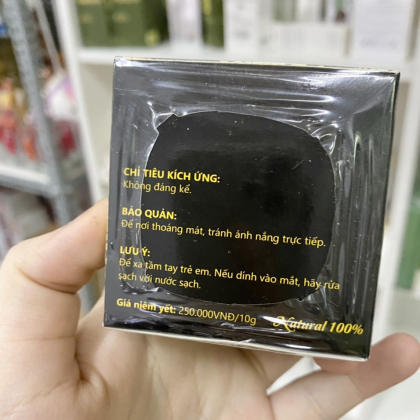 CHỈ TIÊU KÍCH ỨNG:
Không đáng kể.
BẢO QUẢN:
Để nơi thoáng mát, tránh ánh nắng trực tiếp.
LƯU Ý:
Để xa tầm tay trẻ em. Nếu dính vào mắt, hãy rửa
sạch với nước sạch.
Giá niêm yết: 250.000VNĐ/10g
Natural 100%